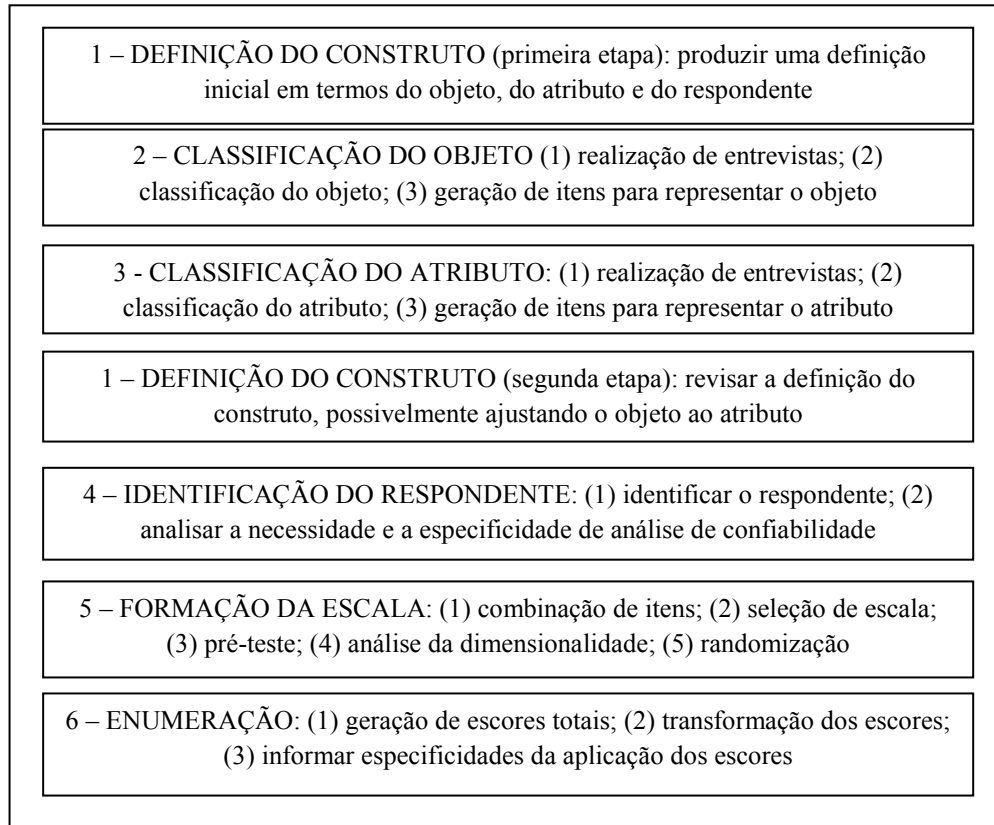 1 – DEFINIÇÃO DO CONSTRUTO (primeira etapa): produzir uma definição
inicial em termos do objeto, do atributo e do respondente
2 – CLASSIFICAÇÃO DO OBJETO (1) realização de entrevistas; (2)
classificação do objeto; (3) geração de itens para representar o objeto
3 - CLASSIFICAÇÃO DO ATRIBUTO: (1) realização de entrevistas; (2)
classificação do atributo; (3) geração de itens para representar o atributo
1 – DEFINIÇÃO DO CONSTRUTO (segunda etapa): revisar a definição do
construto, possivelmente ajustando o objeto ao atributo
4 – IDENTIFICAÇÃO DO RESPONDENTE: (1) identificar o respondente; (2)
analisar a necessidade e a especificidade de análise de confiabilidade
5 – FORMAÇÃO DA ESCALA: (1) combinação de itens; (2) seleção de escala;
(3) pré-teste; (4) análise da dimensionalidade; (5) randomização
6 – ENUMERAÇÃO: (1) geração de escores totais; (2) transformação dos escores;
(3) informar especificidades da aplicação dos escores